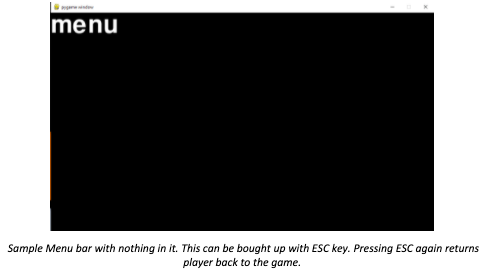 pygame window
menu
Sample Menu bar with nothing in it. This can be bought up with ESC key. Pressing ESC again returns
player back to the game.